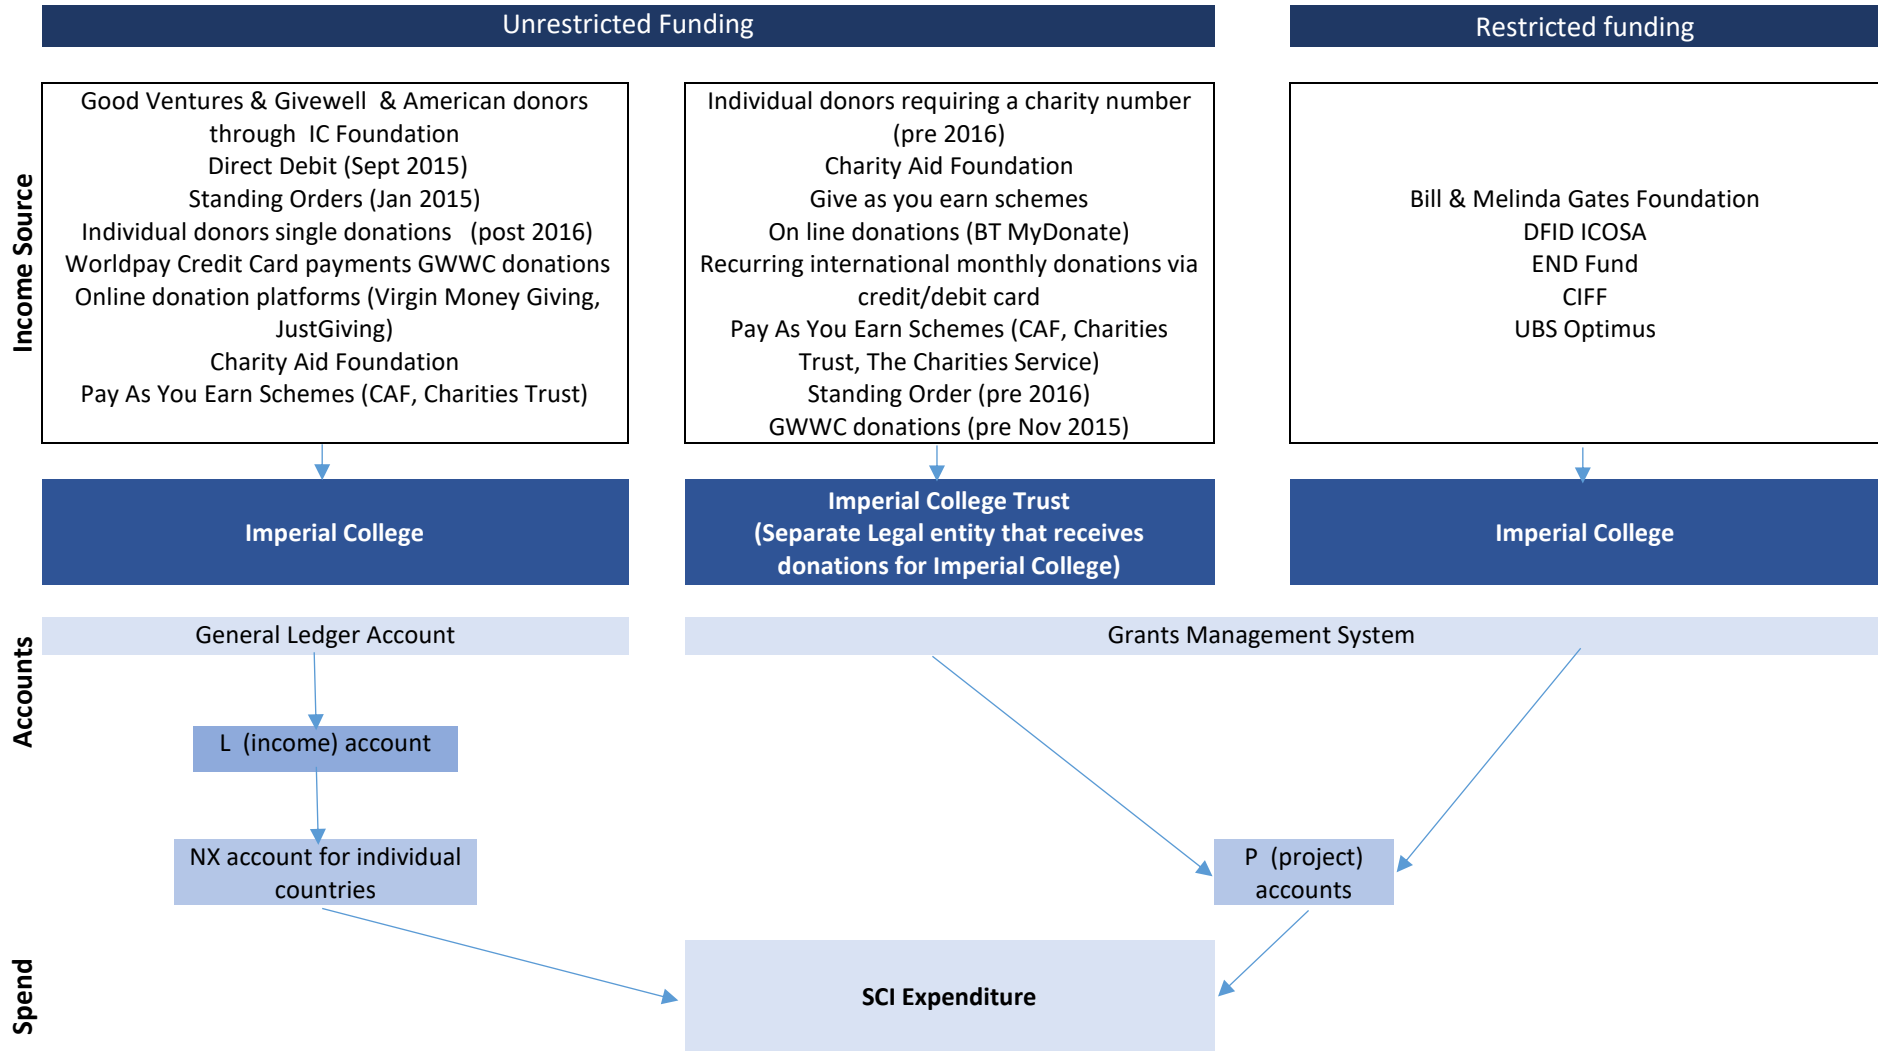 Unrestricted Funding
Restricted funding
Income Source
Good Ventures & Givewell & American donors
through IC Foundation
Direct Debit (Sept 2015)
Standing Orders (Jan 2015)
Individual donors single donations (post 2016)
Worldpay Credit Card payments GWWC donations
Online donation platforms (Virgin Money Giving,
JustGiving)
Charity Aid Foundation
Pay As You Earn Schemes (CAF, Charities Trust)
Individual donors requiring a charity number
(pre 2016)
Charity Aid Foundation
Give as you earn schemes
On line donations (BT MyDonate)
Recurring international monthly donations via
credit/debit card
Pay As You Earn Schemes (CAF, Charities
Trust, The Charities Service)
Standing Order (pre 2016)
GWWC donations (pre Nov 2015)
Bill & Melinda Gates Foundation
DFID ICOSA
END Fund
CIFF
UBS Optimus
Imperial College
Imperial College Trust
(Separate Legal entity that receives
donations for Imperial College)
Imperial College
Accounts
General Ledger Account
Grants Management System
L (income) account
NX account for individual
countries
P (project)
accounts
Spend
SCI Expenditure